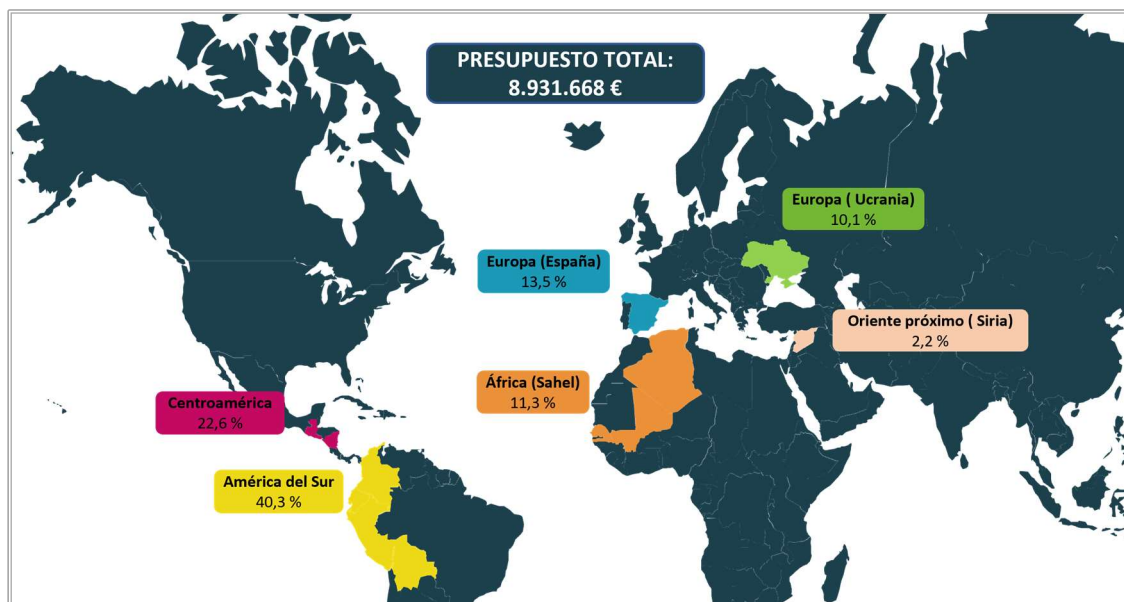 PRESUPUESTO TOTAL:
8.931.668 €
Europa ( Ucrania)
10,1 %
Europa (España)
13,5 %
Oriente próximo ( Siria)
2,2 %
África (Sahel)
11,3 %
Centroamérica
22,6 %
América del Sur
40,3 %